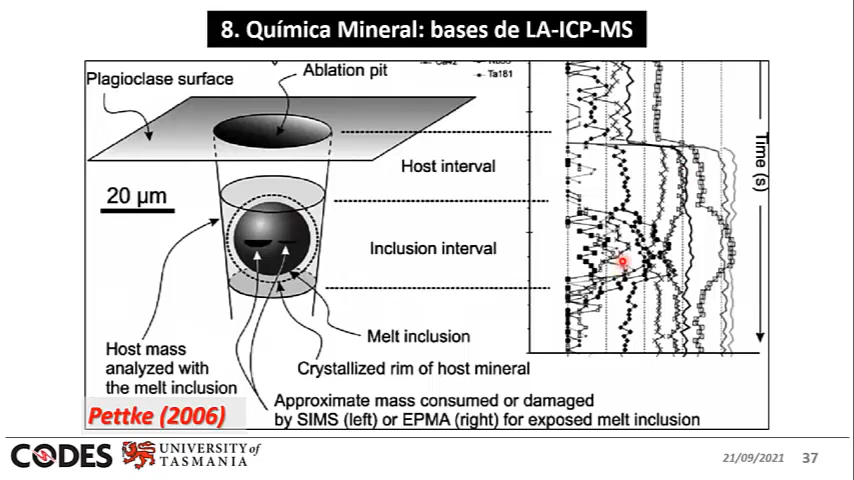 8. Química Mineral: bases de LA-ICP-MS
Plagioclase surface
Ablation pit
Ta181
Host interval
20 µm
Inclusion interval
Time (s)
Melt inclusion
Host mass
analyzed with
the melt inclusion
Crystallized rim of host mineral
Approximate mass consumed or damaged
by SIMS (left) or EPMA (right) for exposed melt inclusion
Pettke (2006)
CODES
UNIVERSITY of
TASMANIA
21/09/2021
37